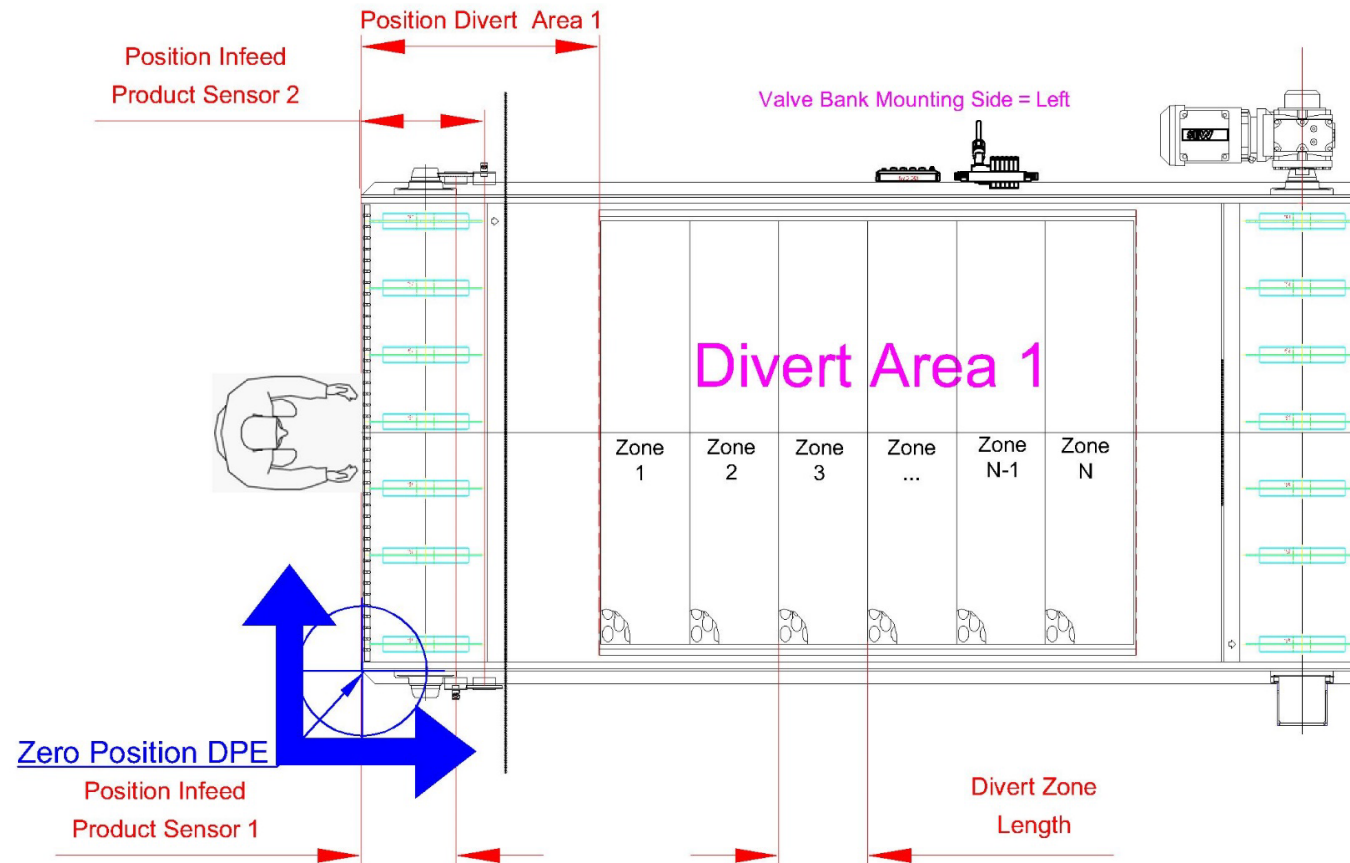 Position Divert Area 1
Position Infeed
Product Sensor 2
Valve Bank Mounting Side = Left
Divert Area 1
Zone
1
Zone
2
Zone
3
Zone
...
Zone
N-1
Zone
N
Zero Position DPE
Position Infeed
Product Sensor 1
Divert Zone
Length